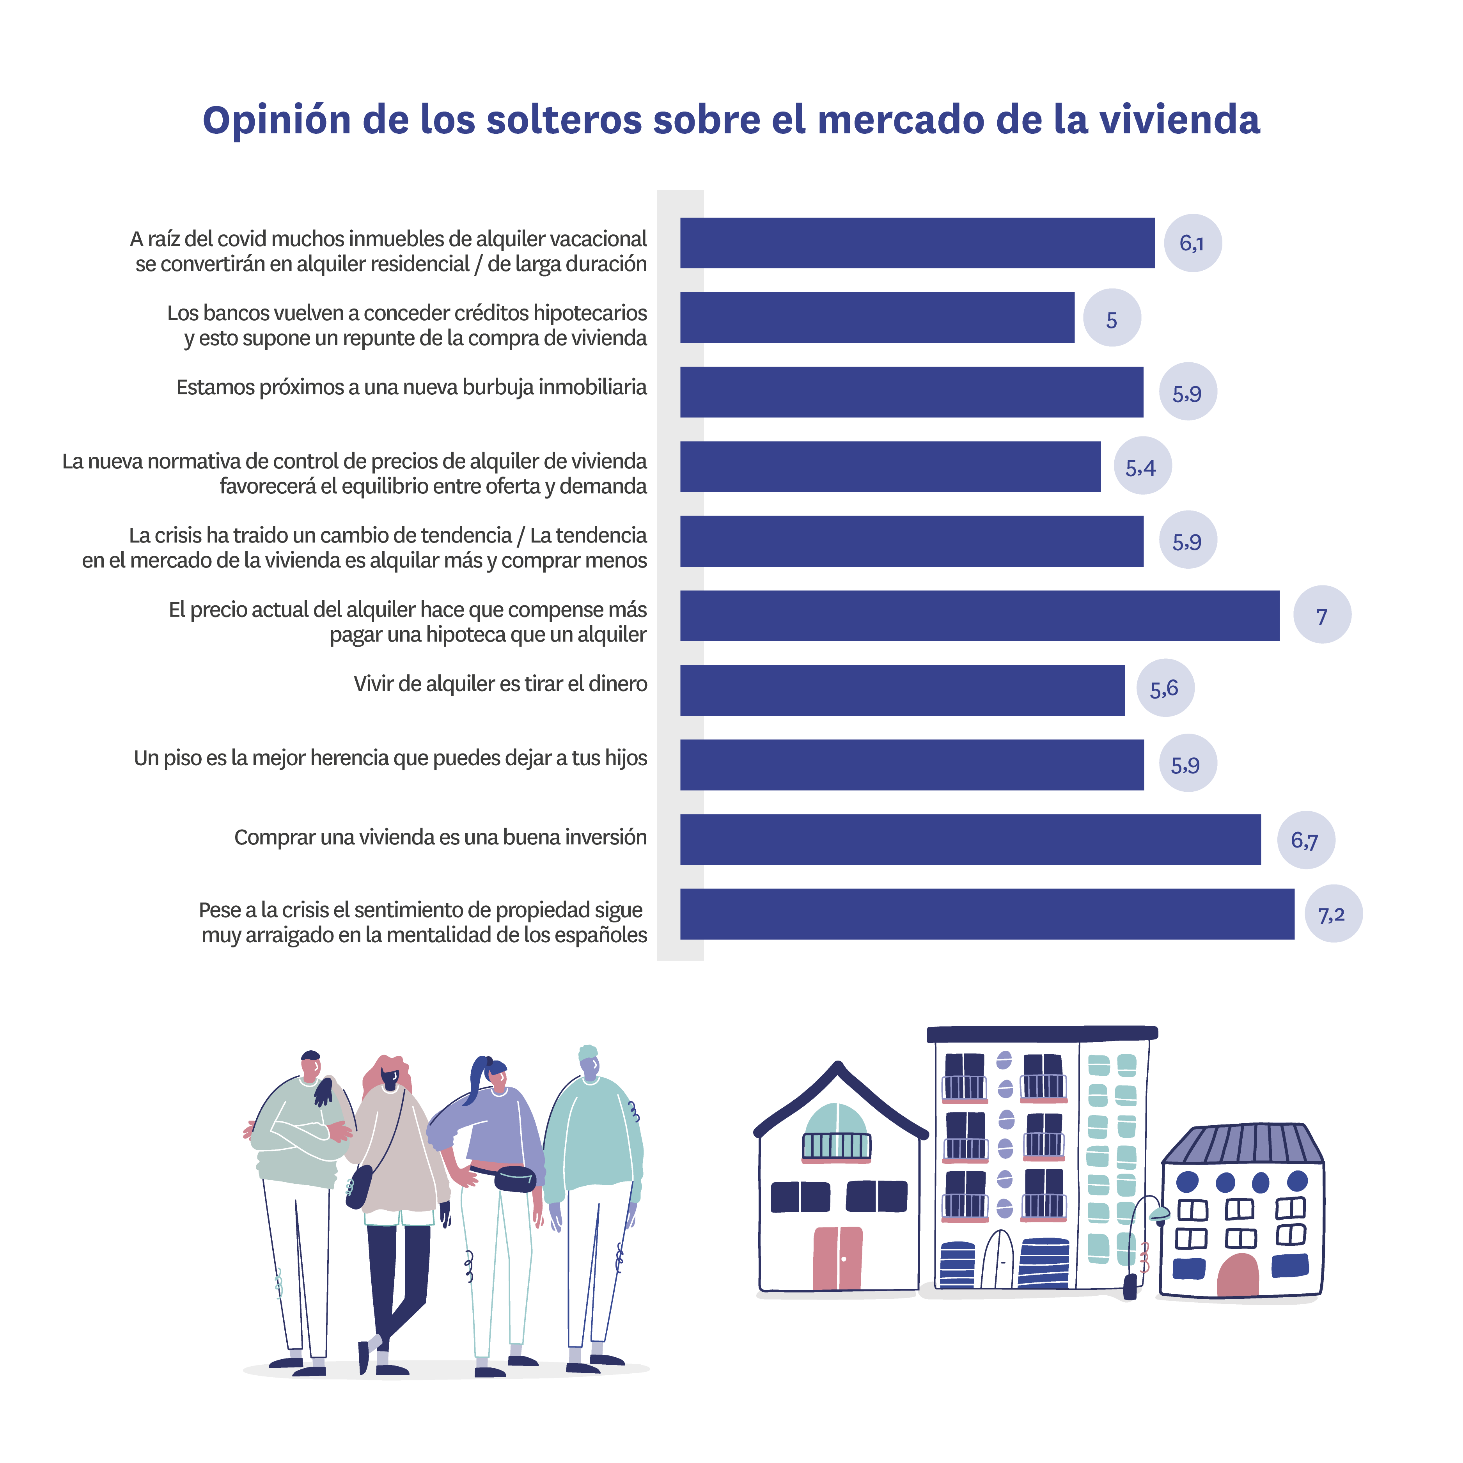 Opinión de los solteros sobre el mercado de la vivienda
A raíz del covid muchos inmuebles de alquiler vacacional
se convertirán en alquiler residencial / de larga duración
6,1
Los bancos vuelven a conceder créditos hipotecarios
y esto supone un repunte de la compra de vivienda
5
Estamos próximos a una nueva burbuja inmobiliaria
5,9
La nueva normativa de control de precios de alquiler de vivienda
favorecerá el equilibrio entre oferta y demanda
5,4
La crisis ha traido un cambio de tendencia / La tendencia
en el mercado de la vivienda es alquilar más y comprar menos
5,9
El precio actual del alquiler hace que compense más
pagar una hipoteca que un alquiler
7
Vivir de alquiler es tirar el dinero
5,6
Un piso es la mejor herencia que puedes dejar a tus hijos
5,9
Comprar una vivienda es una buena inversión
6,7
Pese a la crisis el sentimiento de propiedad sigue
muy arraigado en la mentalidad de los españoles
7,2